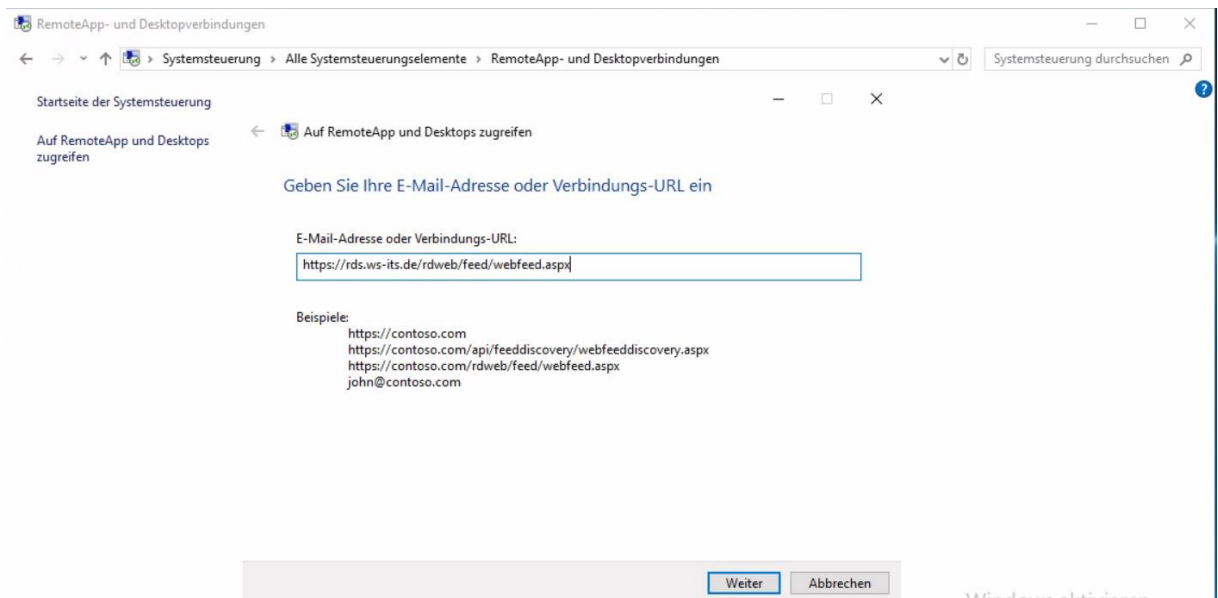 RemoteApp- und Desktopverbindungen
Systemsteuerung > Alle Systemsteuerungselemente > RemoteApp- und Desktopverbindungen
Systemsteuerung durchsuchen
Startseite der Systemsteuerung
Auf RemoteApp und Desktops
zugreifen
Auf RemoteApp und Desktops zugreifen
Geben Sie Ihre E-Mail-Adresse oder Verbindungs-URL ein
E-Mail-Adresse oder Verbindungs-URL:
https://rds.ws-its.de/rdweb/feed/webfeed.aspx
Beispiele:
https://contoso.com
https://contoso.com/api/feeddiscovery/webfeeddiscovery.aspx
https://contoso.com/rdweb/feed/webfeed.aspx
john@contoso.com
Weiter
Abbrechen
Windows aktivieren